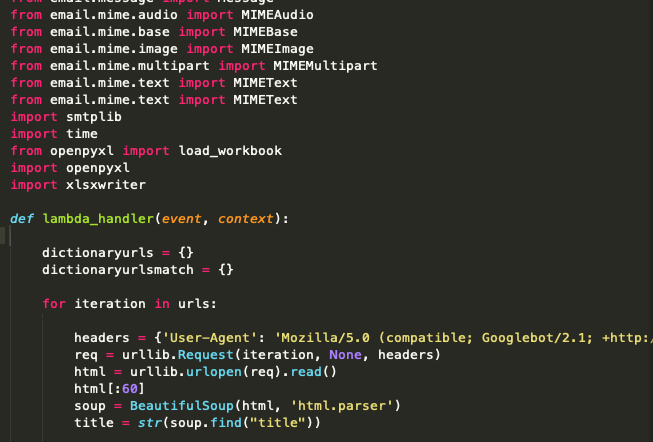 from email.message import Message
from email.mime.audio import MIMEAudio
from email.mime.base import MIMEBase
from email.mime.image import MIMEImage
from email.mime.multipart import MIMEMultipart
from email.mime.text import MIMEText
from email.mime.text import MIMEText
import smtplib
import time
from openpyxl import load_workbook
import openpyxl
import xlsxwriter
def lambda_handler(event, context):
dictionaryurls = {}
dictionaryurlsmatch = {}
for iteration in urls:
headers = {'User-Agent': 'Mozilla/5.0 (compatible; Googlebot/2.1; +http:/
req = urllib.Request(iteration, None, headers)
html = urllib.urlopen(req).read()
html[:60]
soup = BeautifulSoup(html, 'html.parser')
title = str(soup.find("title"))